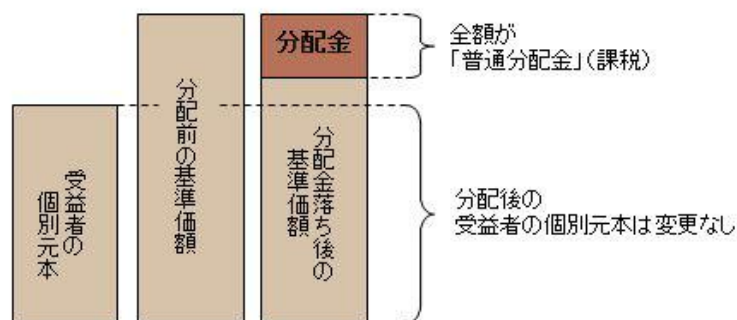 受益者の
個別元本
分配前の基準価額
分配金
分配金落ち後の
基準価額
全額が
「普通分配金」(課税)
分配後の
受益者の個別元本は変更なし